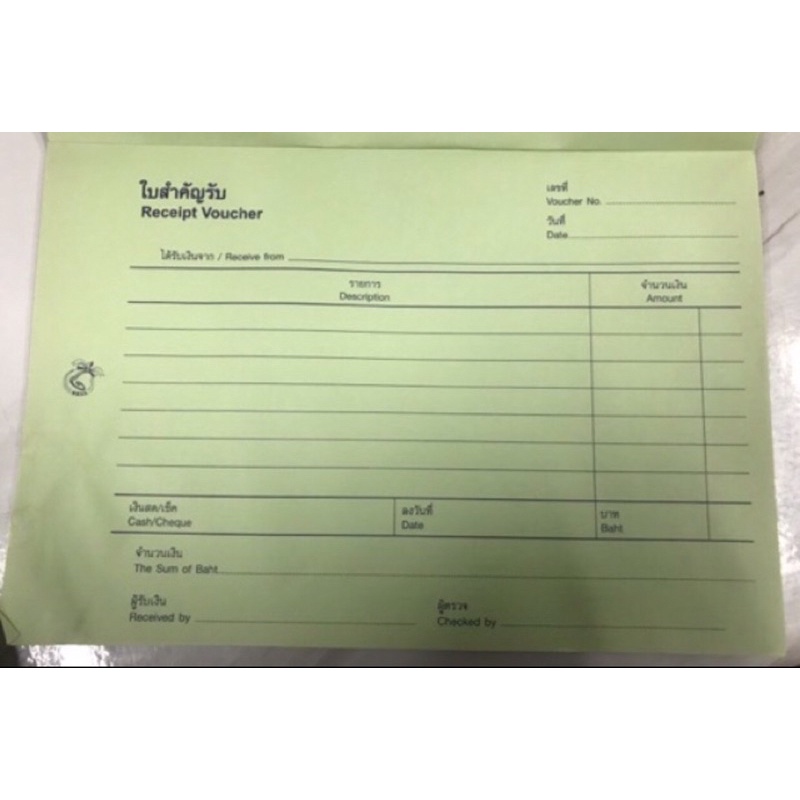 ใบสำคัญรับ
Receipt Voucher
เลขที่
Voucher No.
วันที่
Date
ได้รับเงินจาก / Receive from
รายการ
Description
จำนวนเงิน
Amount
เงินสด/เช็ค
Cash/Cheque
ลงวันที่
Date
บาท
Baht
จำนวนเงิน
The Sum of Baht
ผู้รับเงิน
Received by
ผู้ตรวจ
Checked by